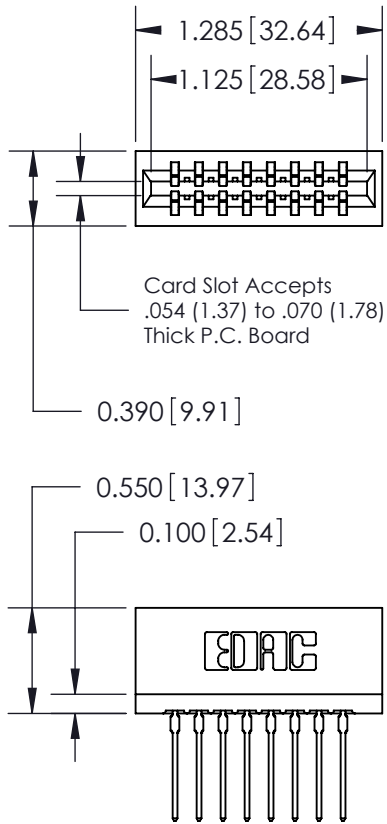 1.285 [32.64]
1.125 [28.58]
Card Slot Accepts
.054 (1.37) to .070 (1.78)
Thick P.C. Board
0.390 [9.91]
0.550 [13.97]
0.100 [2.54]
EDAC